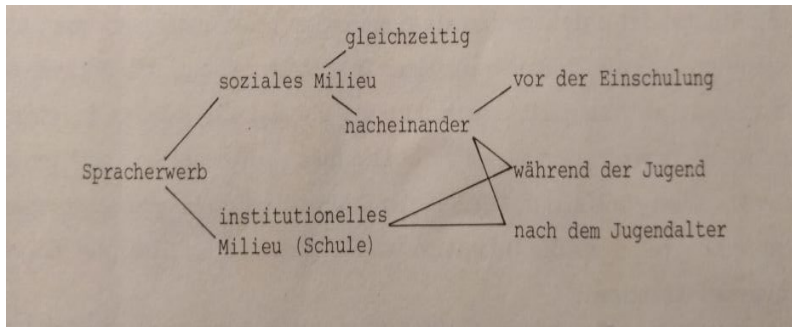 gleichzeitig
soziales Milieu
vor der Einschulung
nacheinander
Spracherwerb
während der Jugend
institutionelles
Milieu (Schule)
nach dem Jugendalter